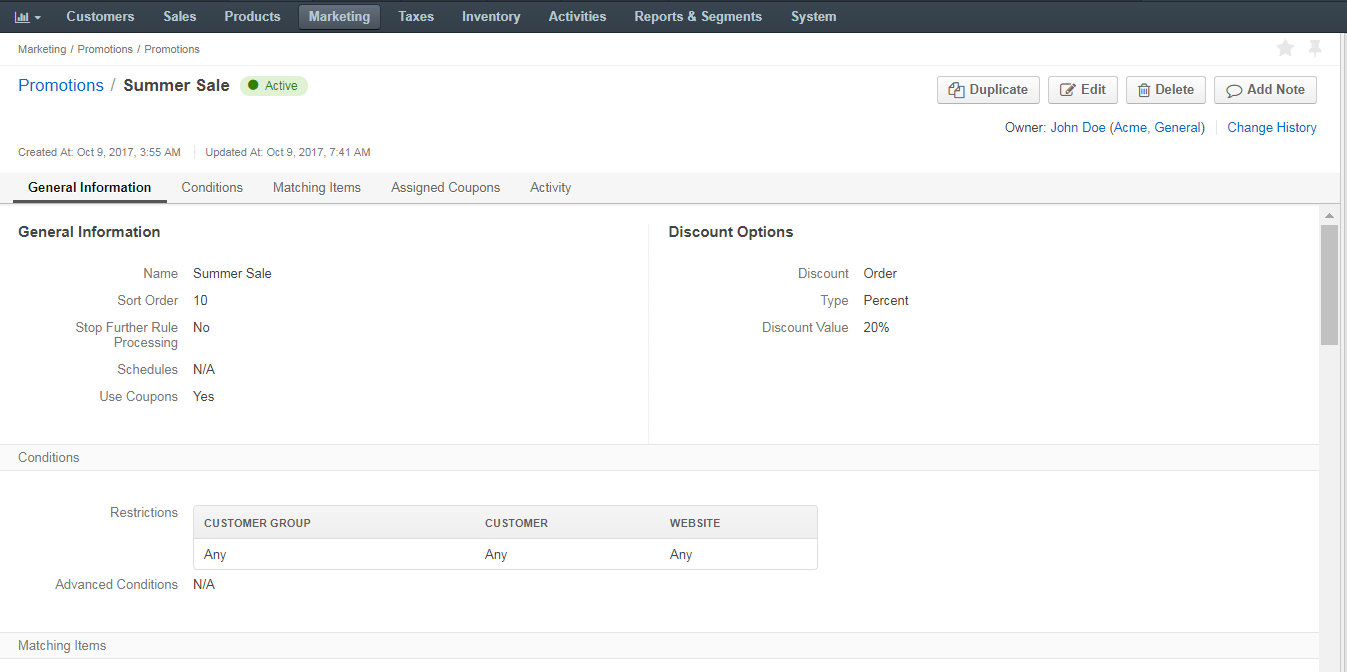 Customers Sales Products Marketing Taxes Inventory Activities Reports & Segments System
Marketing / Promotions / Promotions
Promotions / Summer Sale Active
Duplicate Edit Delete Add Note
Owner: John Doe (Acme, General) Change History
Created At: Oct 9, 2017, 3:55 AM Updated At: Oct 9, 2017, 7:41 AM
General Information Conditions Matching Items Assigned Coupons Activity
General Information
Name Summer Sale
Sort Order 10
Stop Further Rule No
Processing
Schedules N/A
Use Coupons Yes
Discount Options
Discount Order
Type Percent
Discount Value 20%
Conditions
Restrictions
CUSTOMER GROUP CUSTOMER WEBSITE
Any Any Any
Advanced Conditions N/A
Matching Items